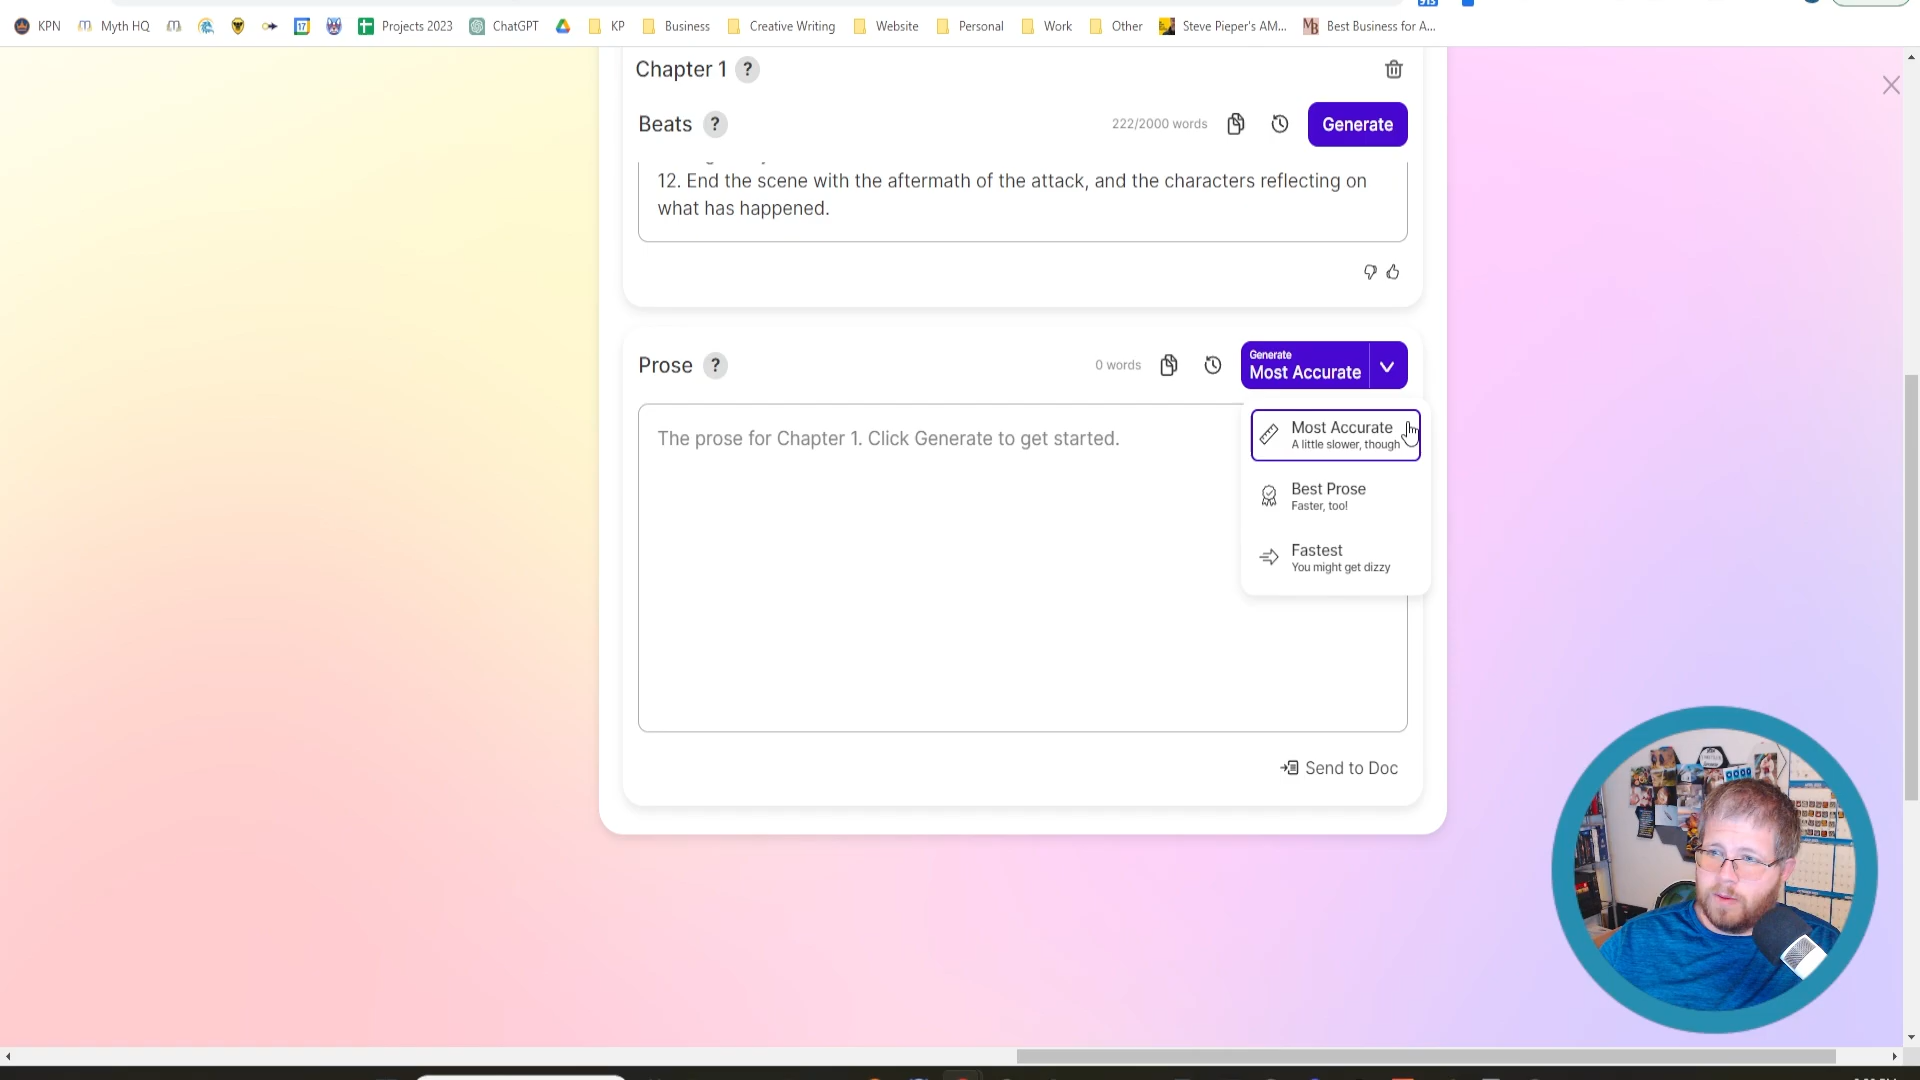 KPN Myth HQ 17 Projects 2023 ChatGPT KP Business Creative Writing Website Personal Work Other Steve Pieper's AM... MB Best Business for A...
Chapter 1 ?
Beats ? 222/2000 words Generate
12. End the scene with the aftermath of the attack, and the characters reflecting on
what has happened.
Prose ? 0 words Generate
Most Accurate
The prose for Chapter 1. Click Generate to get started.
Most Accurate
A little slower, though
Best Prose
Faster, too!
Fastest
You might get dizzy
Send to Doc